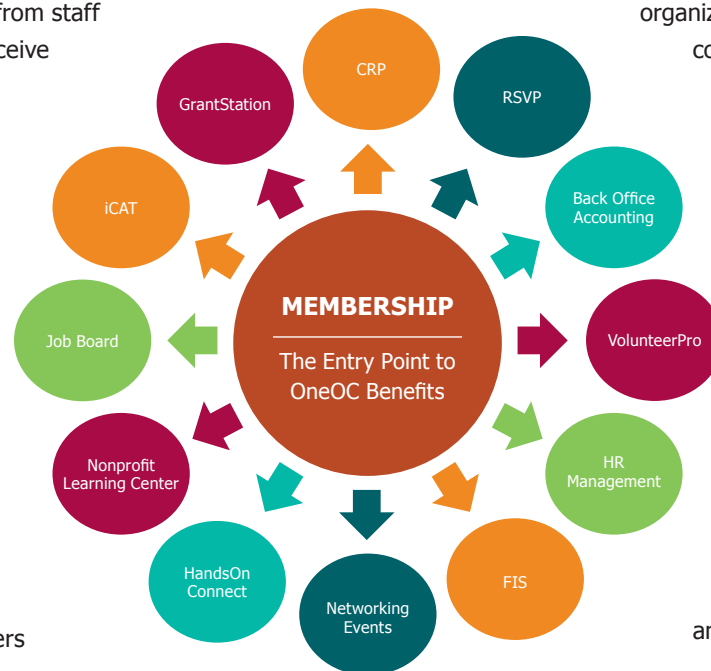 from staff
ceive
organiz
co
CRP
RSVP
GrantStation
Back Office
Accounting
iCAT
MEMBERSHIP
The Entry Point to
OneOC Benefits
Job Board
VolunteerPro
Nonprofit
Learning Center
HR
Management
HandsOn
Connect
FIS
Networking
Events
ers
an